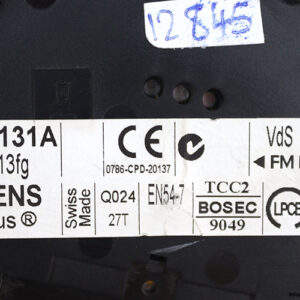 12845
131A
13fg
ENS
us ®
Swiss Made
CE
0786-CPD-20137
Q024
27T
EN54-7
VdS
FM
TCC2
BOSEC
9049
LPCB